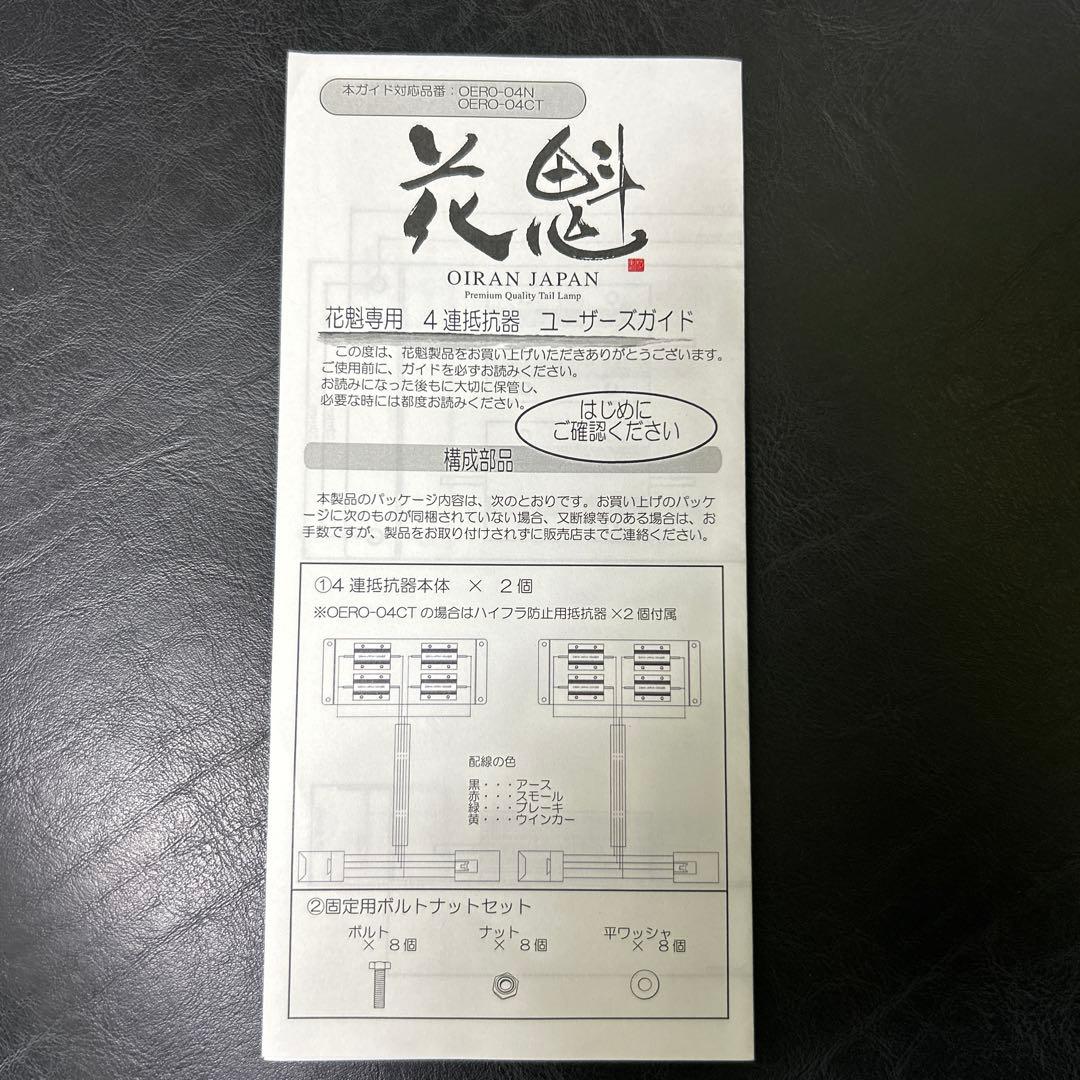 本ガイド対応品番：OERO-04N
OERO-04CT
花魁
OIRAN JAPAN
Premium Quality Tail Lamp
花魁専用　4連抵抗器　ユーザーズガイド
この度は、花魁製品をお買い上げいただきありがとうございます。
ご使用前に、ガイドを必ずお読みください。
お読みになった後もに大切に保管し、
必要な時には都度お読みください。
はじめに
ご確認ください
構成部品
本製品のパッケージ内容は、次のとおりです。お買い上げのパッケ
ージに次のものが同梱されていない場合、又断線等のある場合は、お
手数ですが、製品をお取り付けされずに販売店までご連絡ください。
①4連抵抗器本体　×　2個
※OERO-04CTの場合はハイフラ防止用抵抗器×2個付属
配線の色
黒・・・アース
赤・・・スモール
緑・・・ブレーキ
黄・・・ウインカー
②固定用ボルトナットセット
ボルト
×　8個
ナット
×　8個
平ワッシャ
×　8個